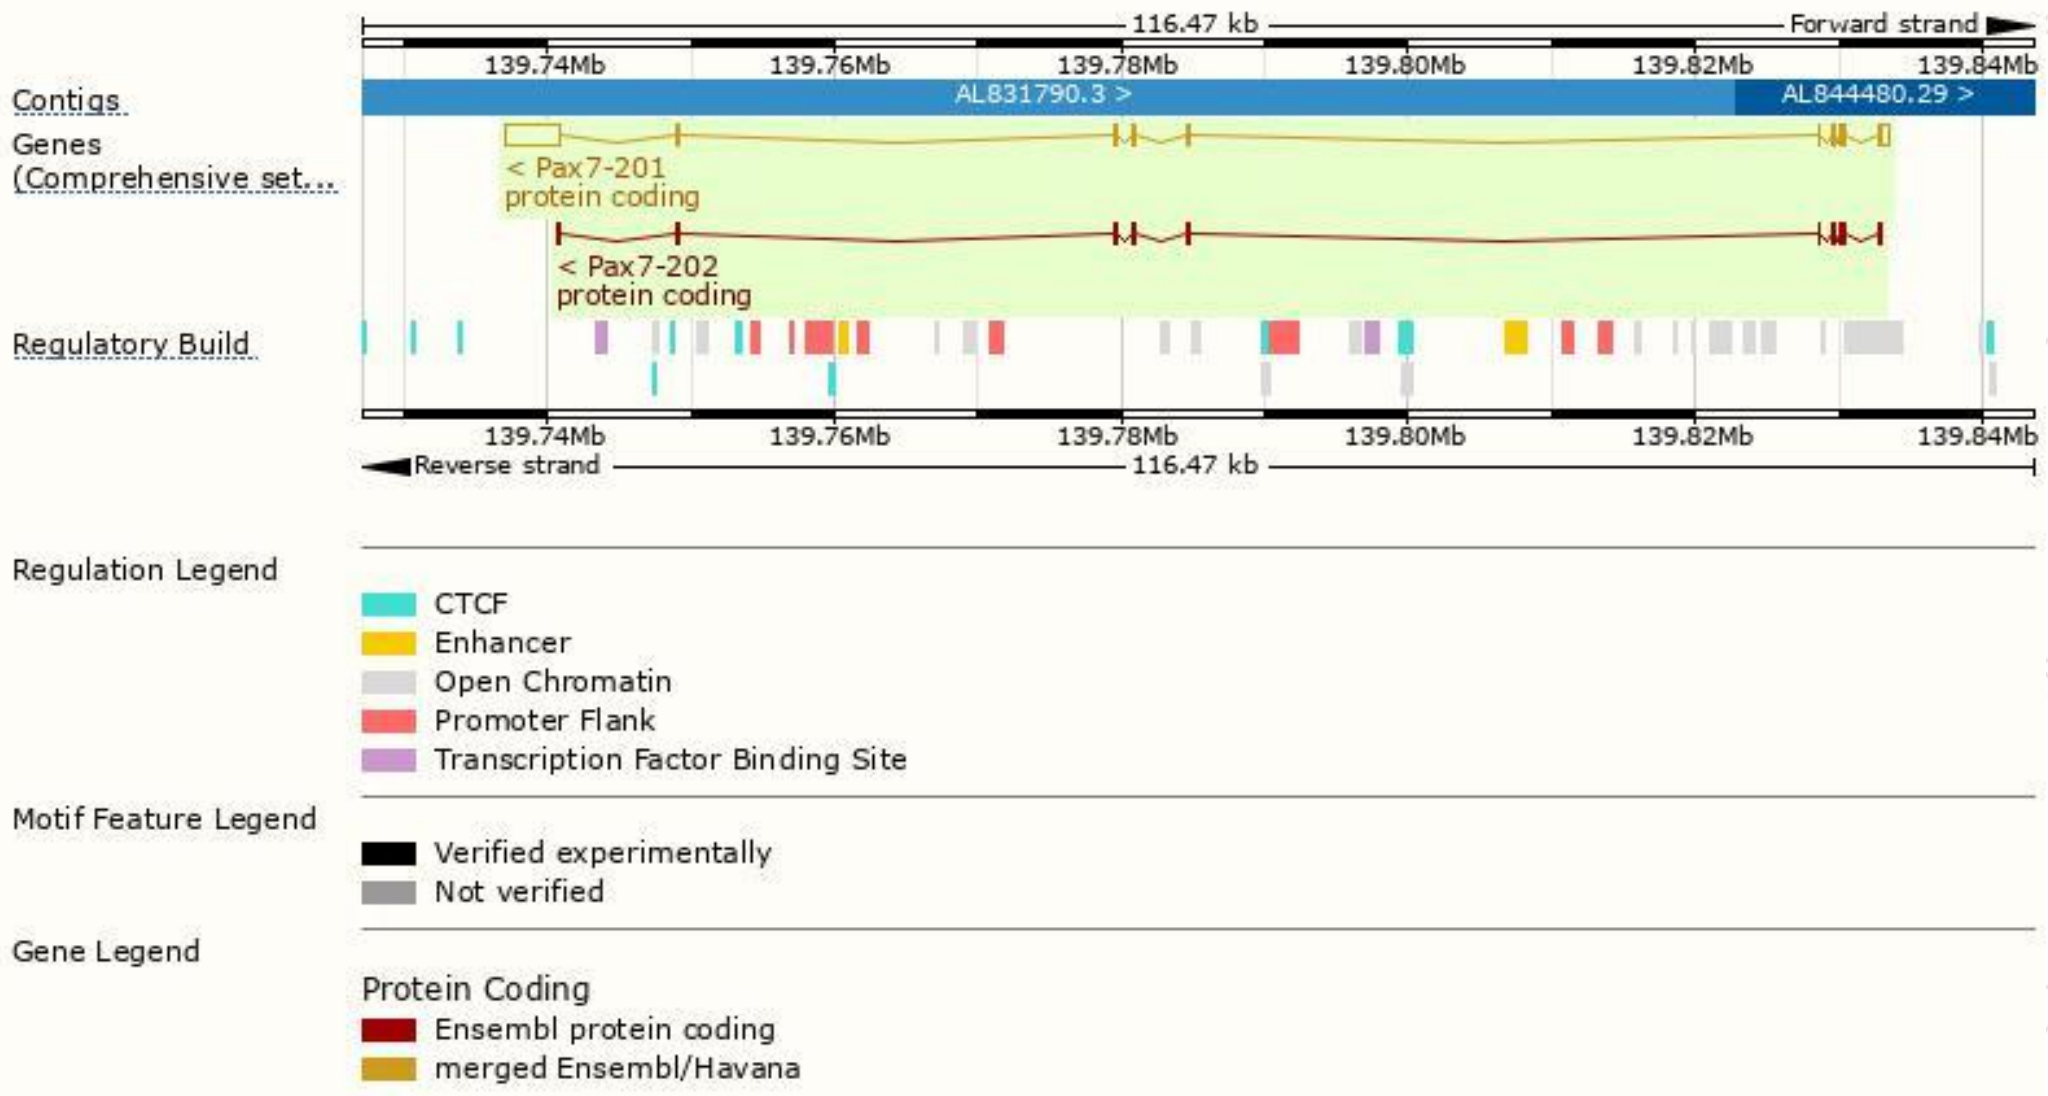 116.47 kb Forward strand
139.74Mb 139.76Mb 139.78Mb 139.80Mb 139.82Mb 139.84Mb
Contigs AL831790.3 > AL844480.29 >
Genes
(Comprehensive set...
< Pax7-201
protein coding
< Pax7-202
protein coding
Regulatory Build
139.74Mb 139.76Mb 139.78Mb 139.80Mb 139.82Mb 139.84Mb
Reverse strand 116.47 kb
Regulation Legend
CTCF
Enhancer
Open Chromatin
Promoter Flank
Transcription Factor Binding Site
Motif Feature Legend
Verified experimentally
Not verified
Gene Legend
Protein Coding
Ensembl protein coding
merged Ensembl/Havana